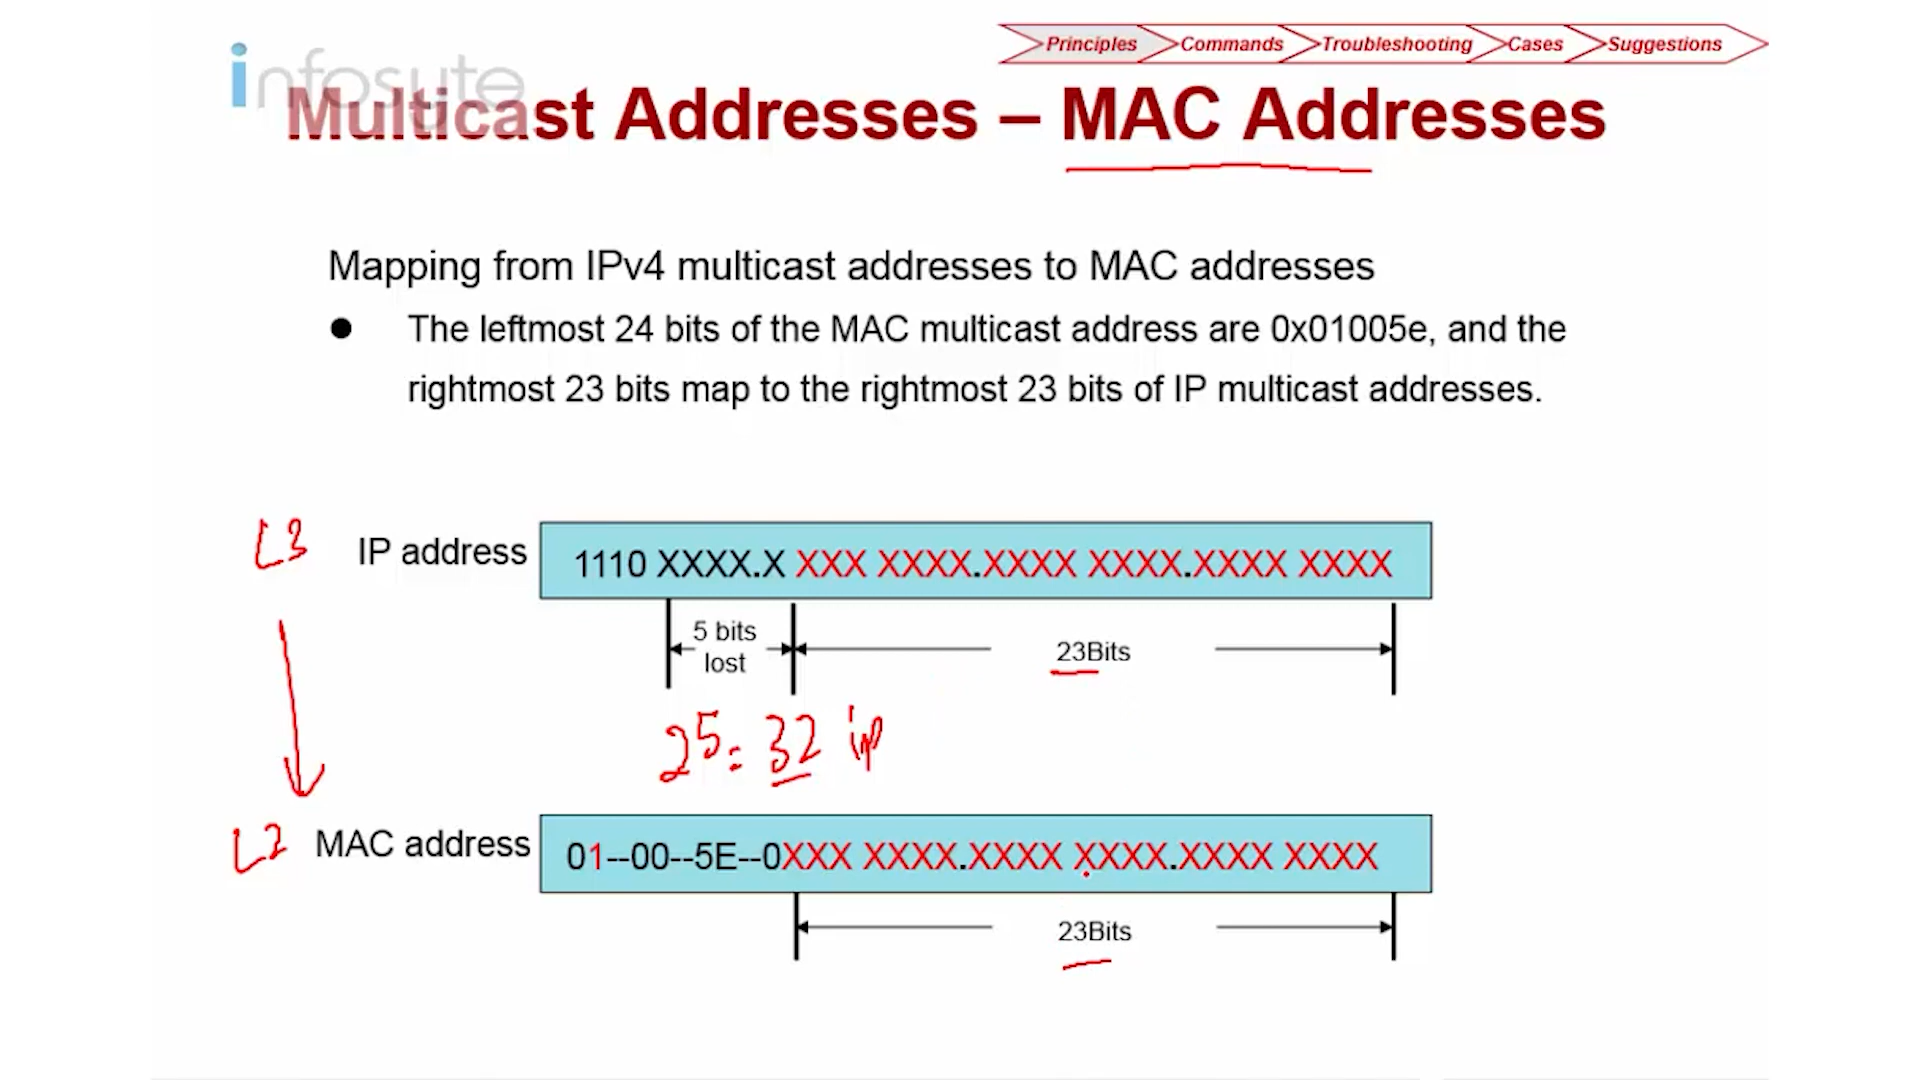 Principles Commands Troubleshooting Cases Suggestions
infosyte
Multicast Addresses – MAC Addresses
Mapping from IPv4 multicast addresses to MAC addresses
● The leftmost 24 bits of the MAC multicast address are 0x01005e, and the
rightmost 23 bits map to the rightmost 23 bits of IP multicast addresses.
L3 IP address 1110 XXXX.X XXX XXXX.XXXX XXXX.XXXX XXXX
5 bits
lost
23Bits
2⁵ = 32 ip
L2 MAC address 01--00--5E--0XXX XXXX.XXXX XXXX.XXXX XXXX
23Bits